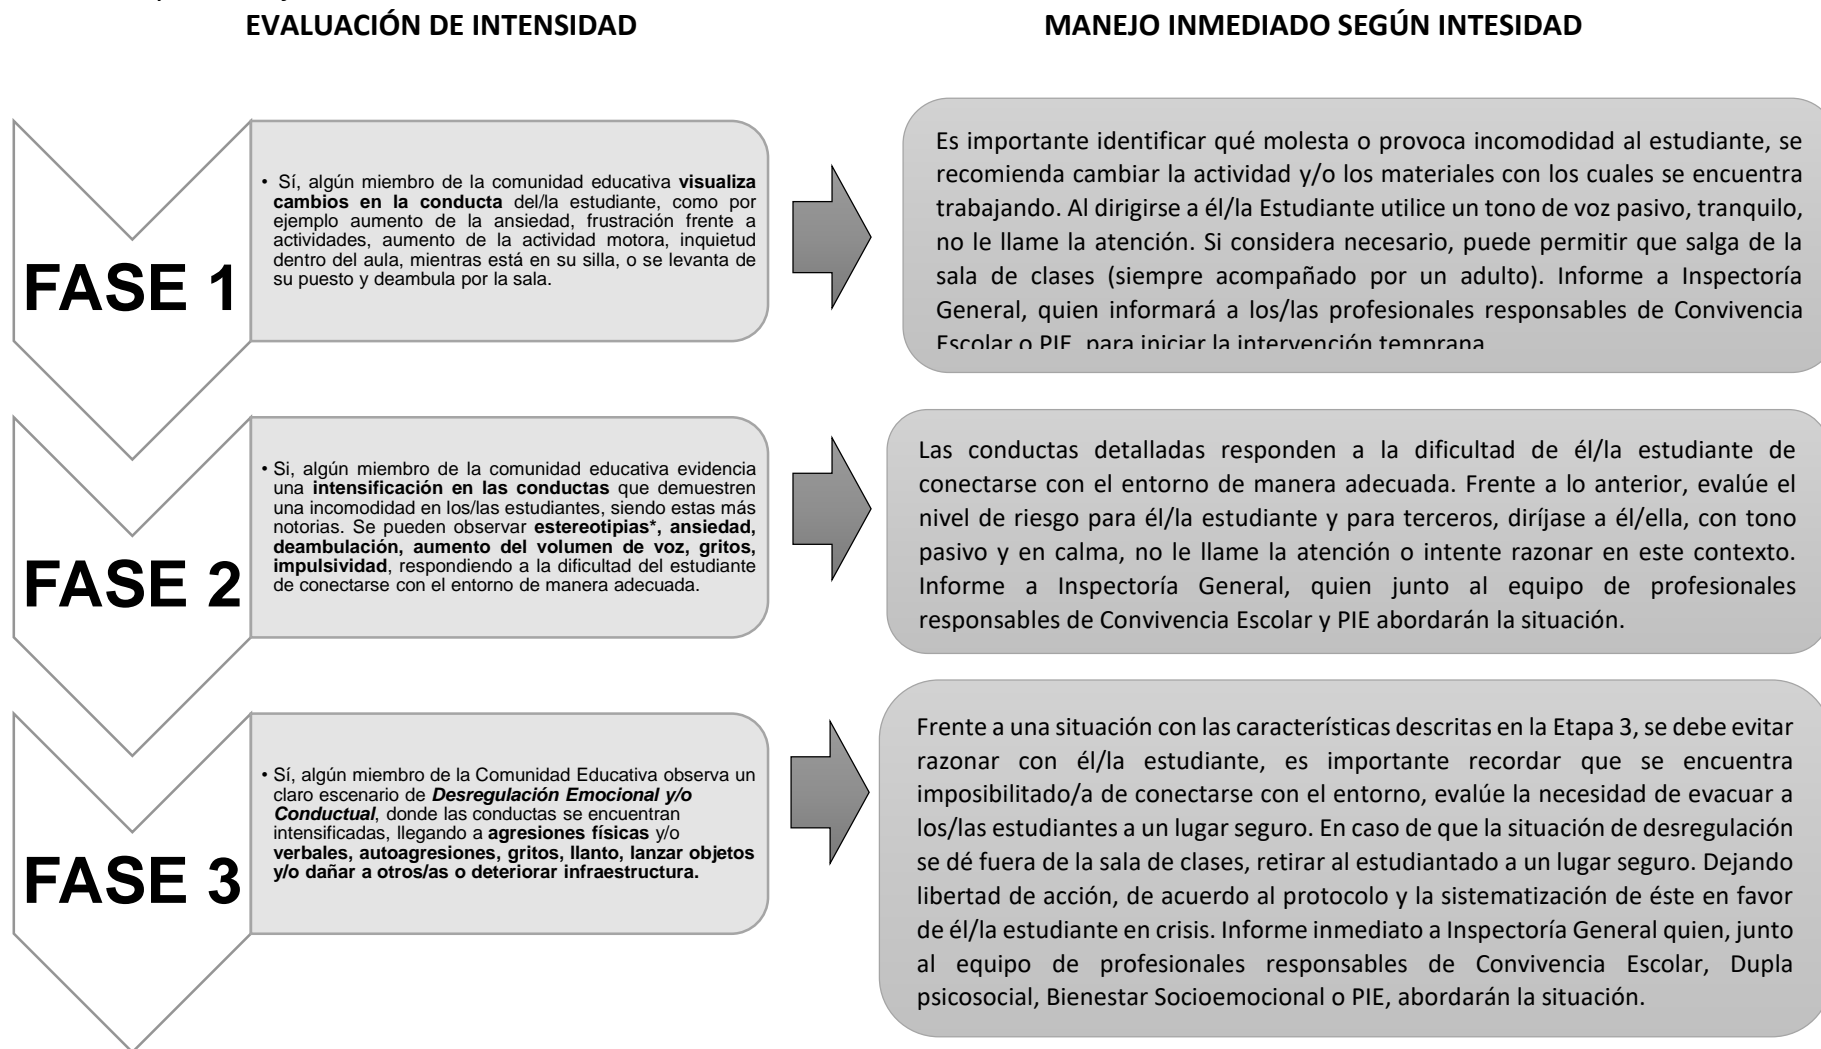 EVALUACIÓN DE INTENSIDAD
MANEJO INMEDIADO SEGÚN INTESIDAD
FASE 1
• Sí, algún miembro de la comunidad educativa visualiza
cambios en la conducta del/la estudiante, como por
ejemplo aumento de la ansiedad, frustración frente a
actividades, aumento de la actividad motora, inquietud
dentro del aula, mientras está en su silla, o se levanta de
su puesto y deambula por la sala.
Es importante identificar qué molesta o provoca incomodidad al estudiante, se
recomienda cambiar la actividad y/o los materiales con los cuales se encuentra
trabajando. Al dirigirse a él/la Estudiante utilice un tono de voz pasivo, tranquilo,
no le llame la atención. Si considera necesario, puede permitir que salga de la
sala de clases (siempre acompañado por un adulto). Informe a Inspectoría
General, quien informará a los/las profesionales responsables de Convivencia
Escolar o PIE, para iniciar la intervención temprana
FASE 2
• Si, algún miembro de la comunidad educativa evidencia
una intensificación en las conductas que demuestren
una incomodidad en los/las estudiantes, siendo estas más
notorias. Se pueden observar estereotipias*, ansiedad,
deambulación, aumento del volumen de voz, gritos,
impulsividad, respondiendo a la dificultad del estudiante
de conectarse con el entorno de manera adecuada.
Las conductas detalladas responden a la dificultad de él/la estudiante de
conectarse con el entorno de manera adecuada. Frente a lo anterior, evalúe el
nivel de riesgo para él/la estudiante y para terceros, diríjase a él/ella, con tono
pasivo y en calma, no le llame la atención o intente razonar en este contexto.
Informe a Inspectoría General, quien junto al equipo de profesionales
responsables de Convivencia Escolar y PIE abordarán la situación.
FASE 3
• Sí, algún miembro de la Comunidad Educativa observa un
claro escenario de Desregulación Emocional y/o
Conductual, donde las conductas se encuentran
intensificadas, llegando a agresiones físicas y/o
verbales, autoagresiones, gritos, llanto, lanzar objetos
y/o dañar a otros/as o deteriorar infraestructura.
Frente a una situación con las características descritas en la Etapa 3, se debe evitar
razonar con él/la estudiante, es importante recordar que se encuentra
imposibilitado/a de conectarse con el entorno, evalúe la necesidad de evacuar a
los/las estudiantes a un lugar seguro. En caso de que la situación de desregulación
se dé fuera de la sala de clases, retirar al estudiantado a un lugar seguro. Dejando
libertad de acción, de acuerdo al protocolo y la sistematización de éste en favor
de él/la estudiante en crisis. Informe inmediato a Inspectoría General quien, junto
al equipo de profesionales responsables de Convivencia Escolar, Dupla
psicosocial, Bienestar Socioemocional o PIE, abordarán la situación.